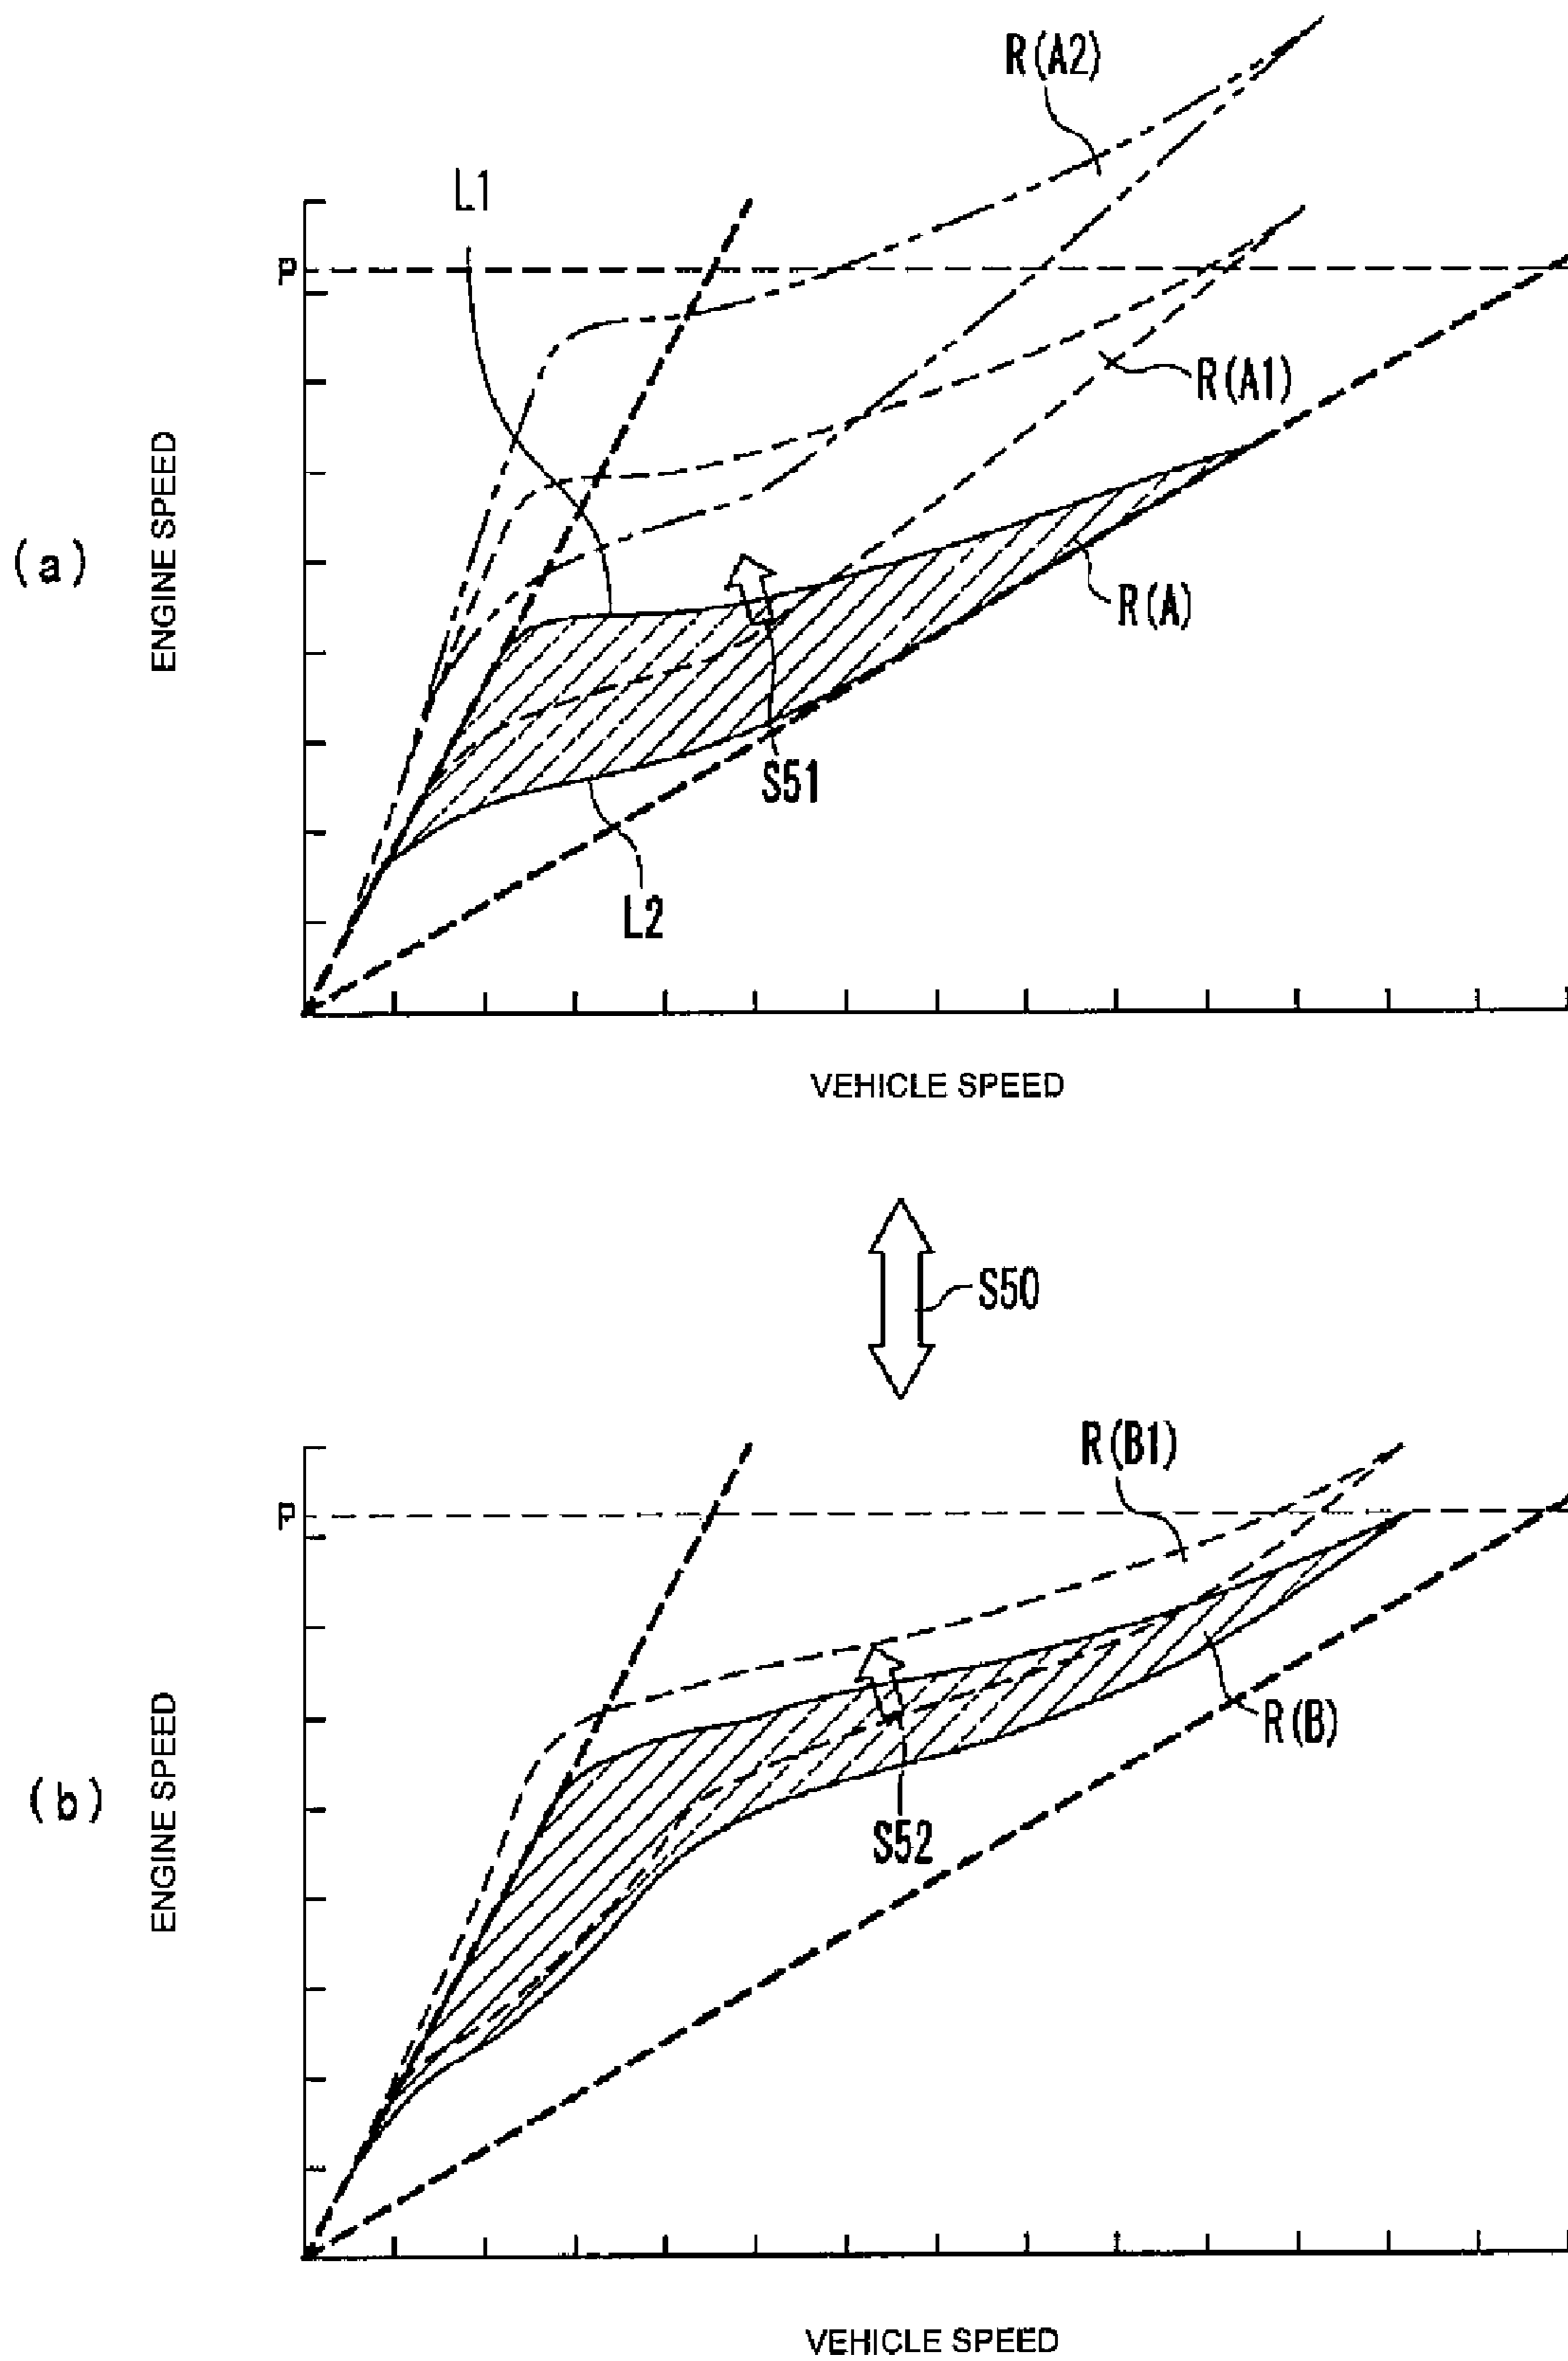 R(A2)
L1
P
R(A1)
ENGINE SPEED
(a)
R(A)
S51
L2
VEHICLE SPEED
S50
R(B1)
P
R(B)
ENGINE SPEED
(b)
S52
VEHICLE SPEED